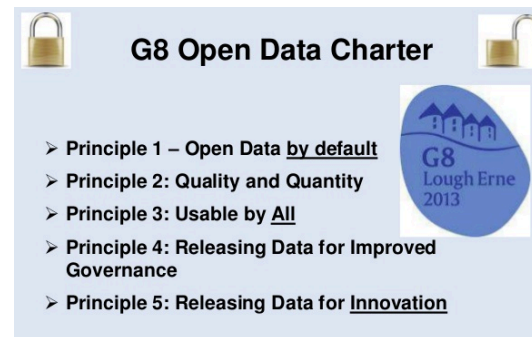 G8 Open Data Charter
➢ Principle 1 – Open Data by default
➢ Principle 2: Quality and Quantity
➢ Principle 3: Usable by All
➢ Principle 4: Releasing Data for Improved
Governance
➢ Principle 5: Releasing Data for Innovation
G8
Lough Erne
2013